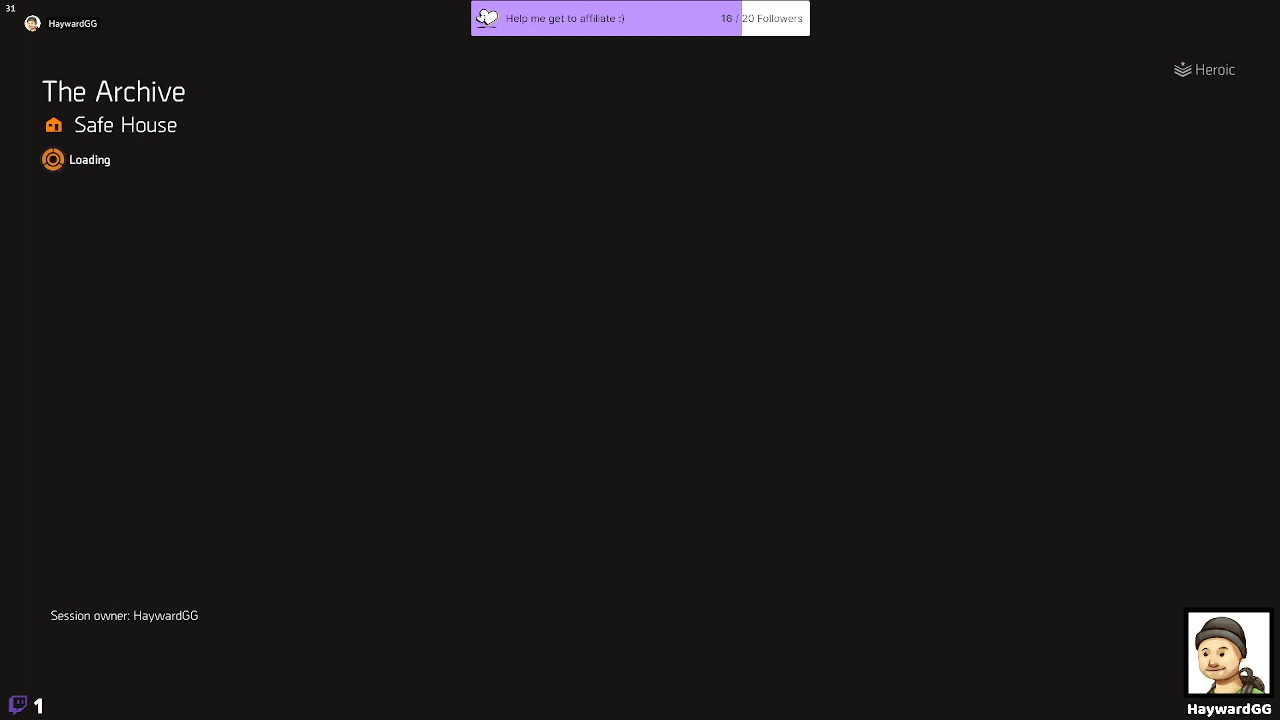 31
HaywardGG
Help me get to affiliate :) 16 / 20 Followers
Heroic
The Archive
Safe House
Loading
Session owner: HaywardGG
1
HaywardGG